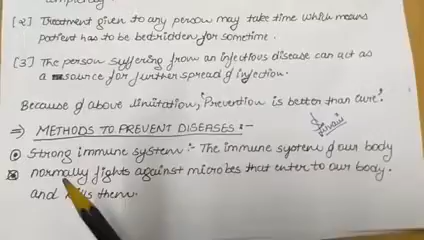 [2] Treatment given to any person may take time which means
patient has to be bedridden for sometime.
[3] The person suffering from an infectious disease can act as
a source for further spread of infection.
Because of above limitation, 'Prevention is better than cure'.
⇒ METHODS TO PREVENT DISEASES:-
Strong immune system:- The immune system of our body
normally fights against microbes that enter to our body.
and kills them.